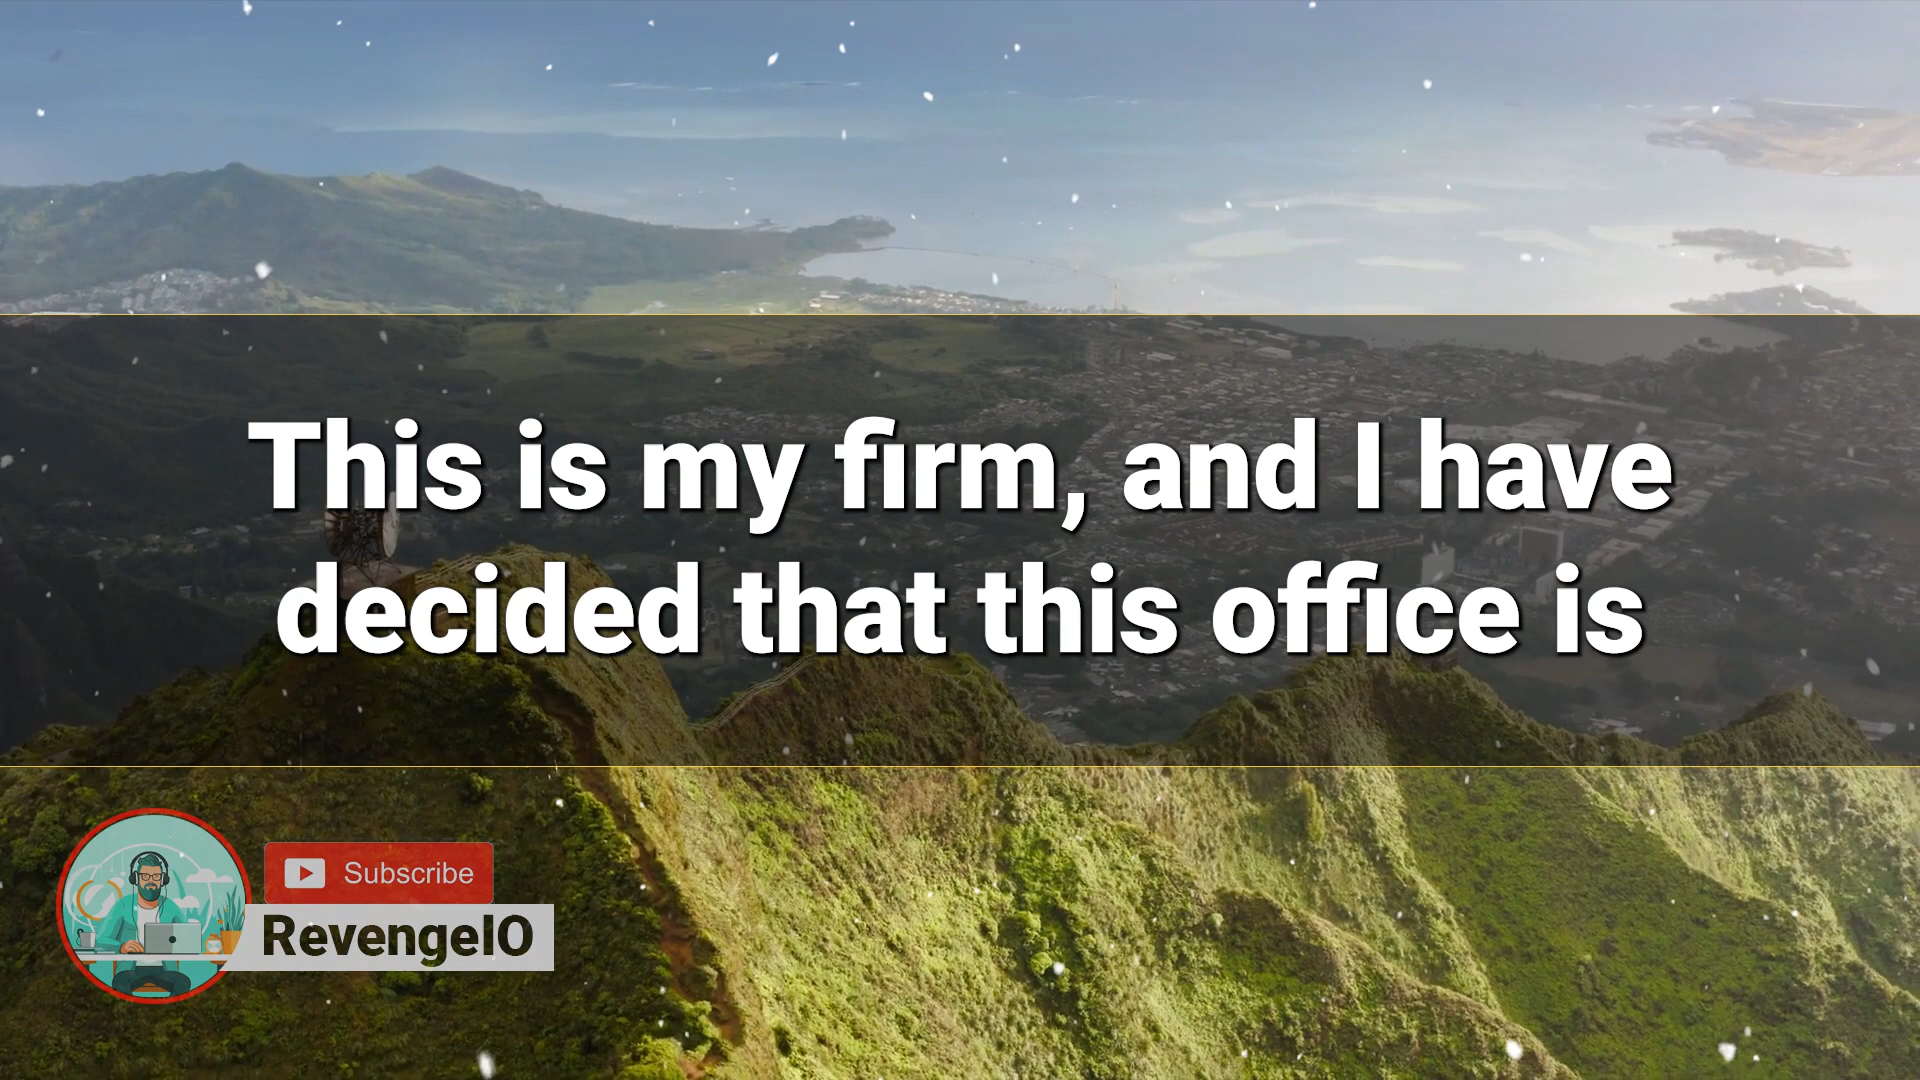 This is my firm, and I have
decided that this office is
Subscribe
RevengeIO